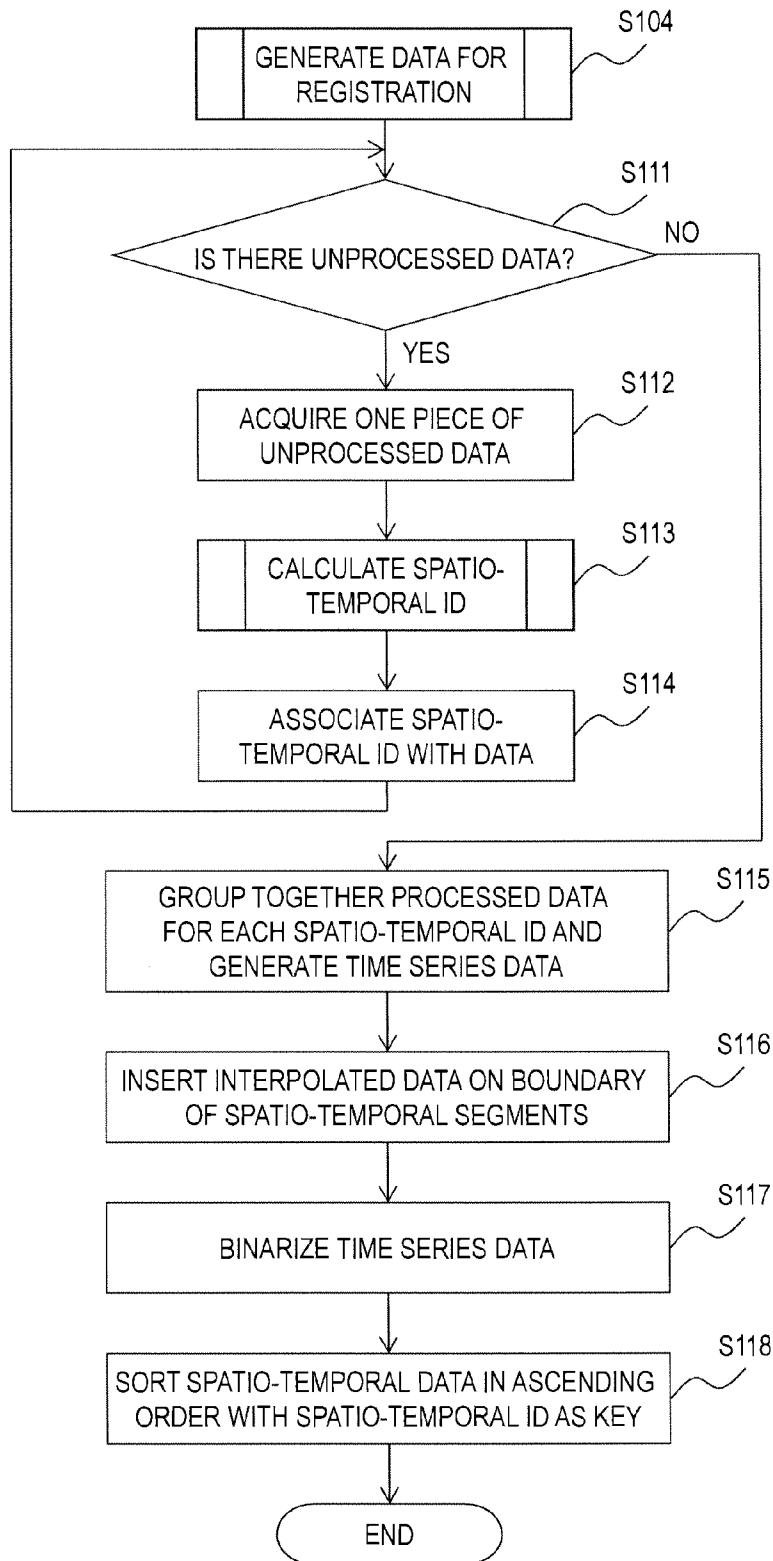 S104
GENERATE DATA FOR
REGISTRATION
S111
NO
IS THERE UNPROCESSED DATA?
YES
S112
ACQUIRE ONE PIECE OF
UNPROCESSED DATA
S113
CALCULATE SPATIO-
TEMPORAL ID
S114
ASSOCIATE SPATIO-
TEMPORAL ID WITH DATA
S115
GROUP TOGETHER PROCESSED DATA
FOR EACH SPATIO-TEMPORAL ID AND
GENERATE TIME SERIES DATA
S116
INSERT INTERPOLATED DATA ON BOUNDARY
OF SPATIO-TEMPORAL SEGMENTS
S117
BINARIZE TIME SERIES DATA
S118
SORT SPATIO-TEMPORAL DATA IN ASCENDING
ORDER WITH SPATIO-TEMPORAL ID AS KEY
END